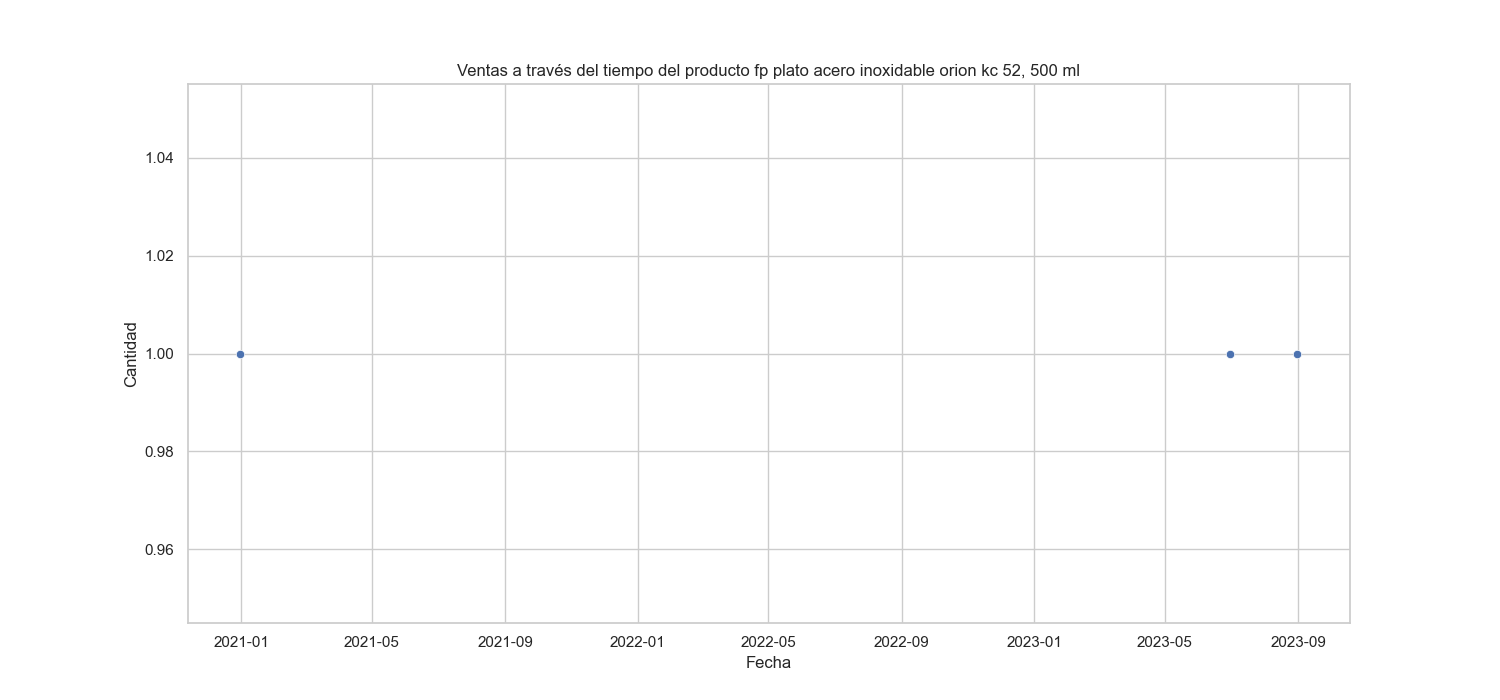 Ventas a través del tiempo del producto fp plato acero inoxidable orion kc 52, 500 ml
1.04
1.02
1.00
0.98
0.96
Cantidad
2021-01 2021-05 2021-09 2022-01 2022-05 2022-09 2023-01 2023-05 2023-09
Fecha